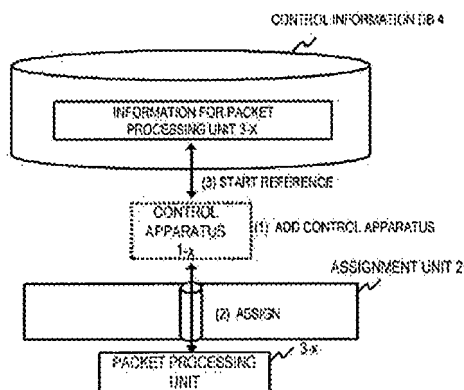 CONTROL INFORMATION DB 4
INFORMATION FOR PACKET
PROCESSING UNIT 3-X
(3) START REFERENCE
CONTROL
APPARATUS
1-x
(1) ADD CONTROL APPARATUS
ASSIGNMENT UNIT 2
(2) ASSIGN
3-x
PACKET PROCESSING
UNIT